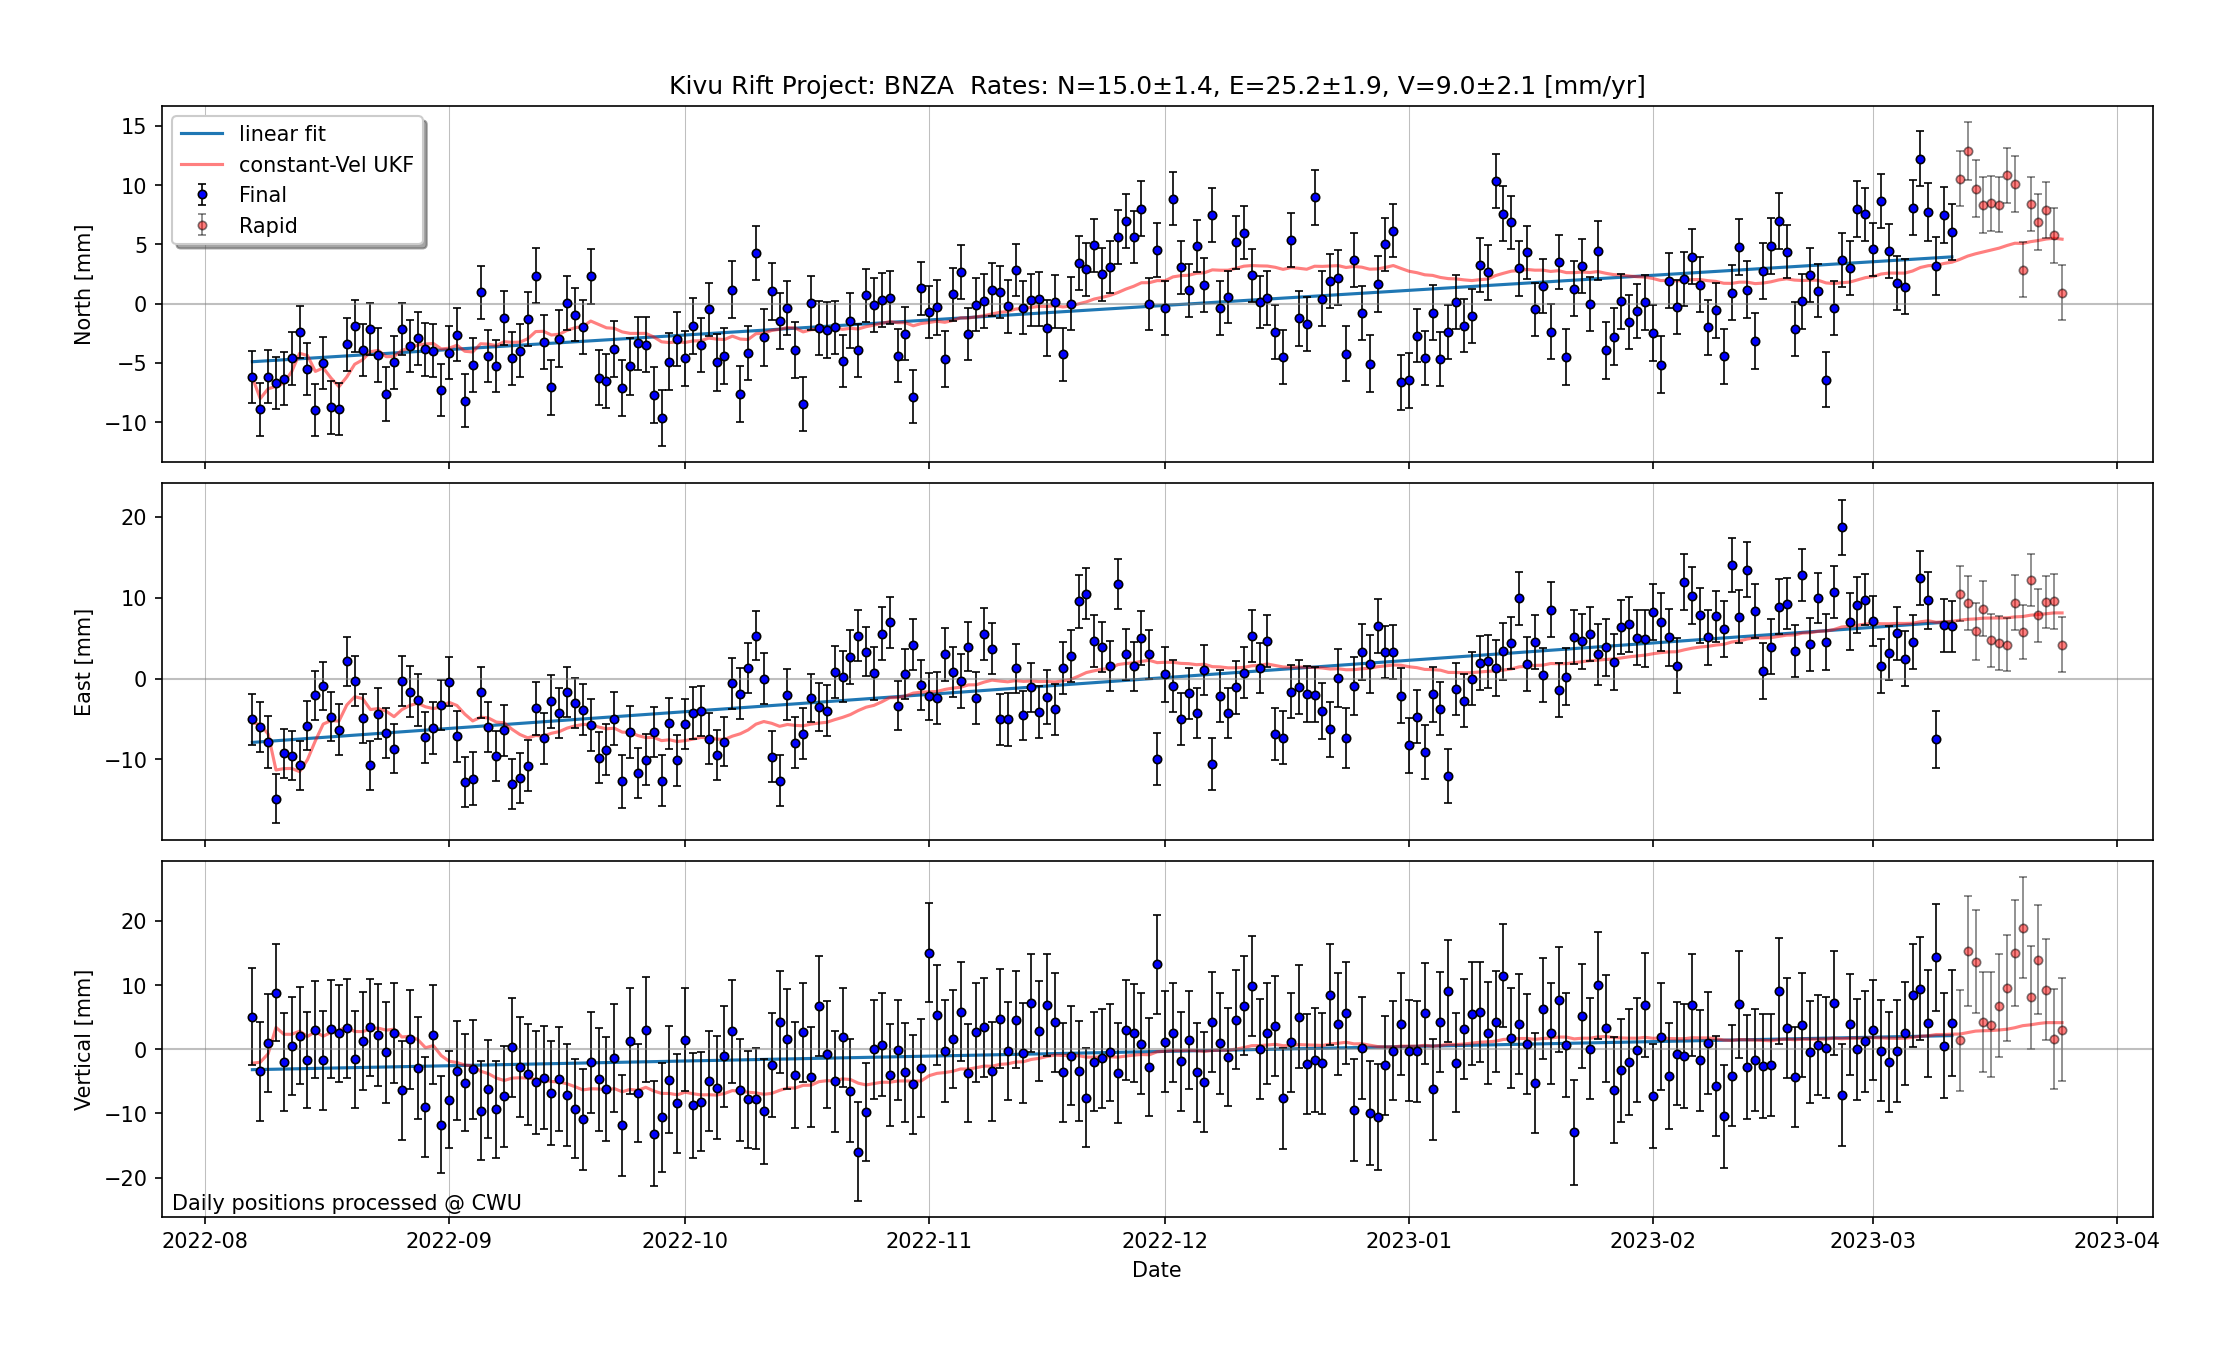 Kivu Rift Project: BNZA  Rates: N=15.0±1.4, E=25.2±1.9, V=9.0±2.1 [mm/yr]
linear fit
constant-Vel UKF
Final
Rapid
North [mm]
15
10
5
0
−5
−10
East [mm]
20
10
0
−10
Vertical [mm]
20
10
0
−10
−20
Daily positions processed @ CWU
2022-08 2022-09 2022-10 2022-11 2022-12 2023-01 2023-02 2023-03 2023-04
Date